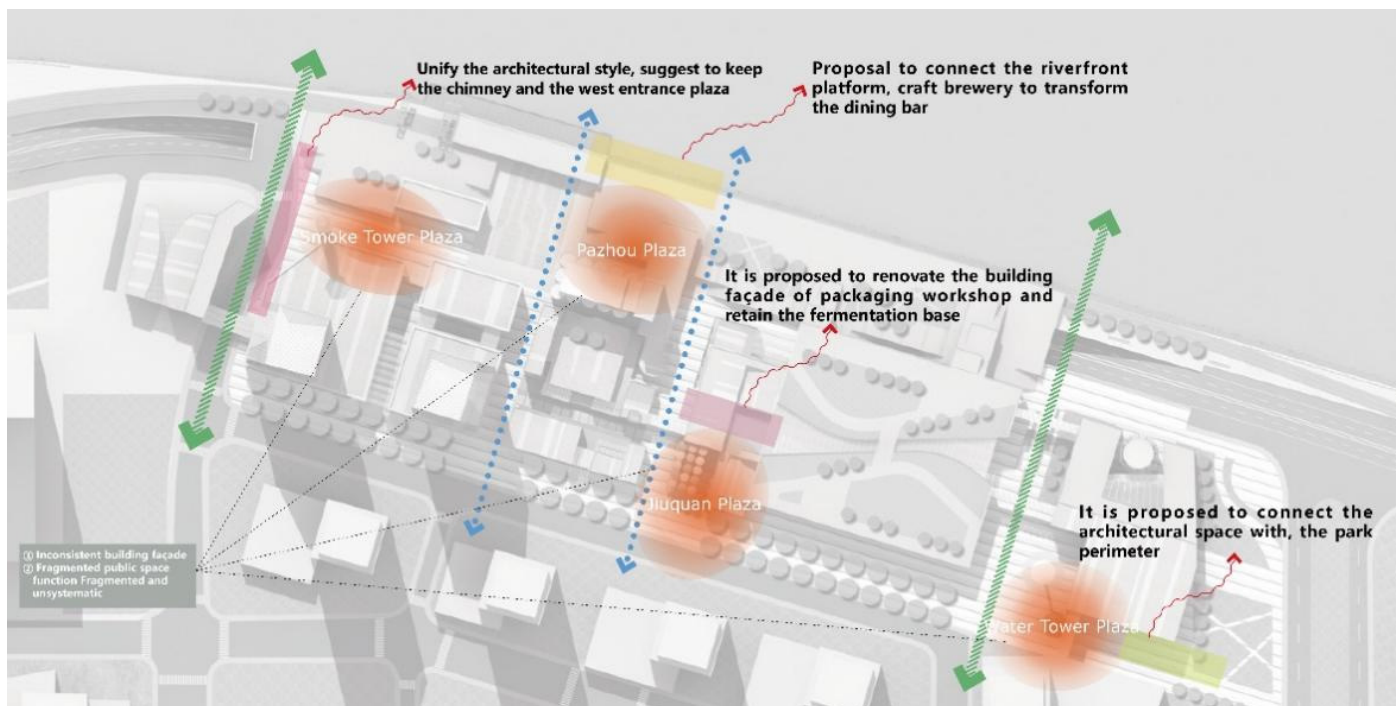 Unify the architectural style, suggest to keep
the chimney and the west entrance plaza
Proposal to connect the riverfront
platform, craft brewery to transform
the dining bar
Smoke Tower Plaza
Pazhou Plaza
It is proposed to renovate the building
façade of packaging workshop and
retain the fermentation base
Jiuquan Plaza
It is proposed to connect the
architectural space with, the park
perimeter
① Inconsistent building façade
② Fragmented public space
function Fragmented and
unsystematic
Water Tower Plaza